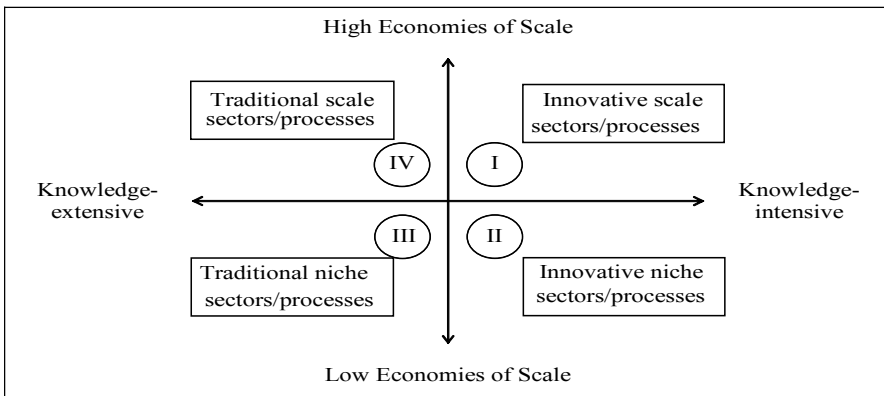 High Economies of Scale
Traditional scale
sectors/processes
Innovative scale
sectors/processes
IV
I
Knowledge-
extensive
Knowledge-
intensive
III
II
Traditional niche
sectors/processes
Innovative niche
sectors/processes
Low Economies of Scale